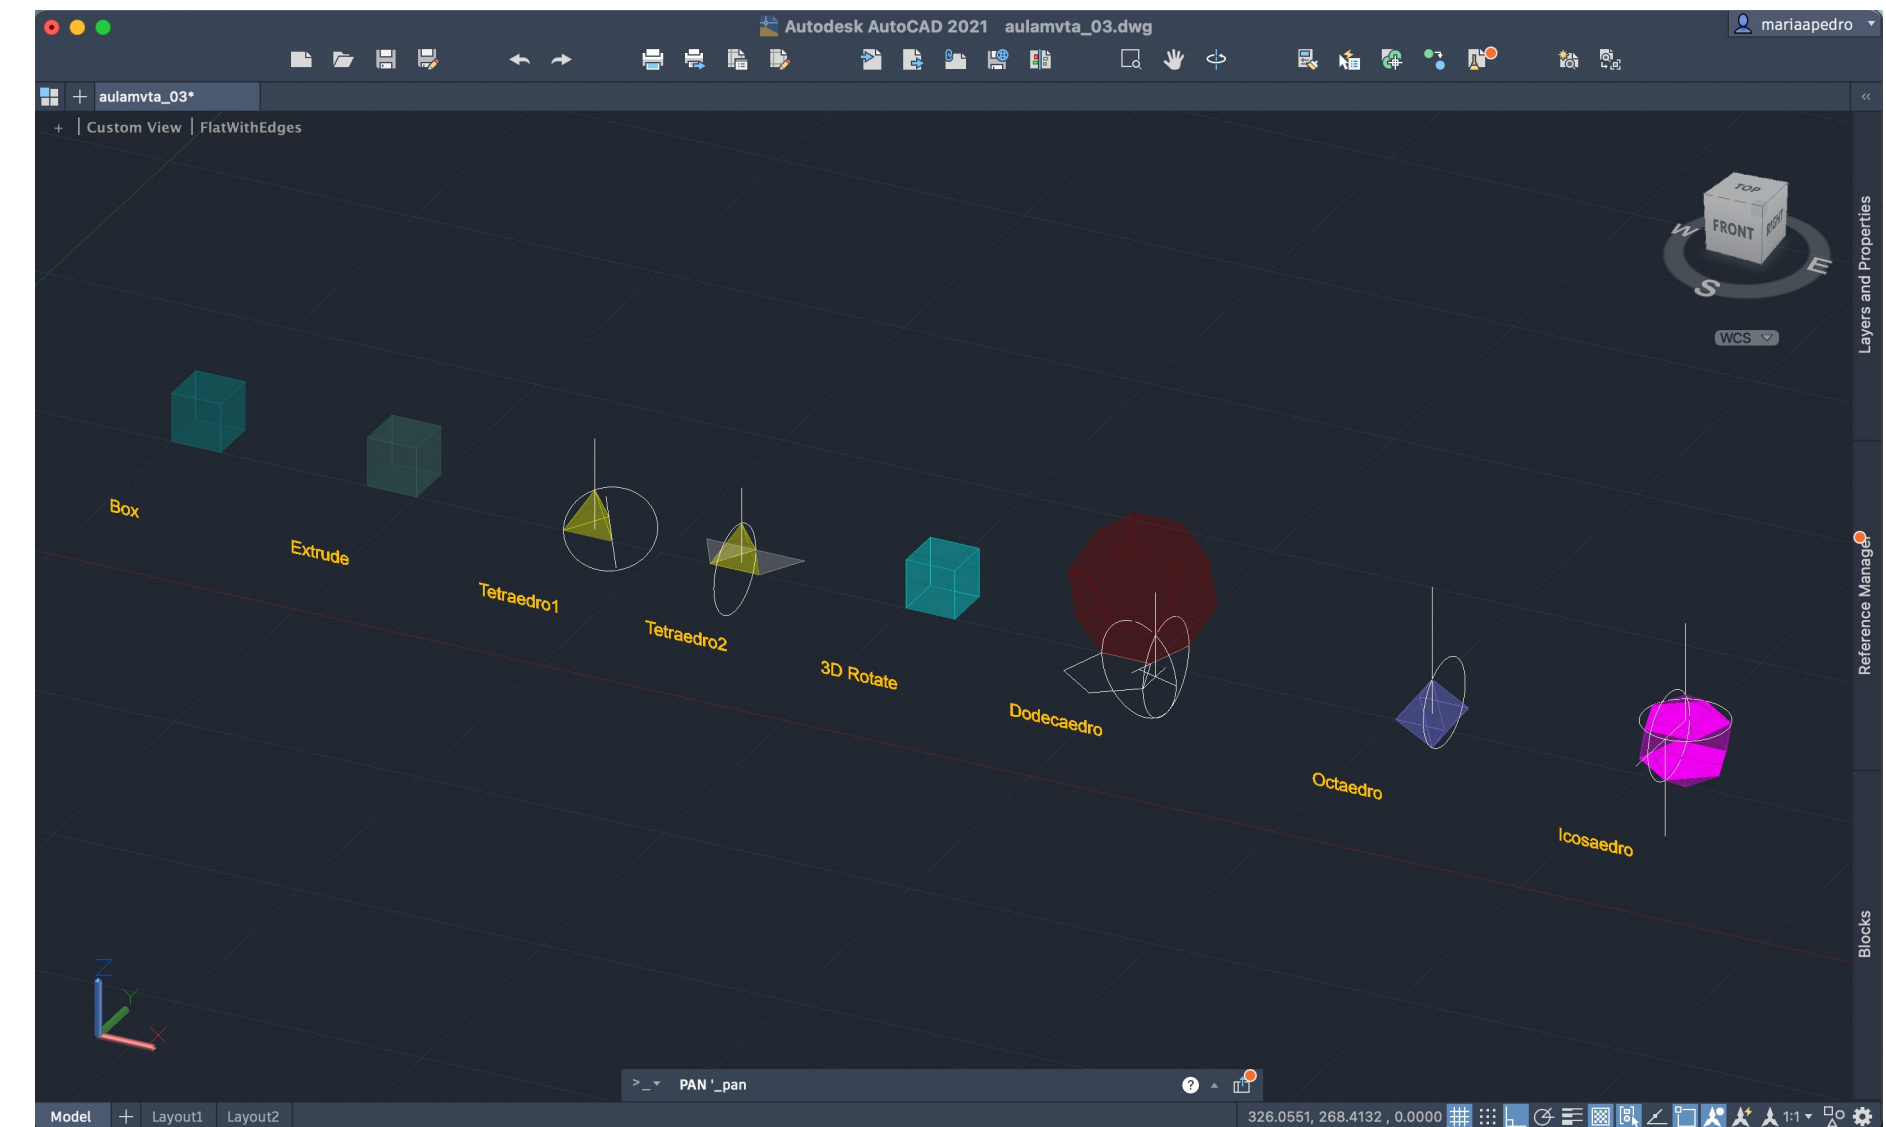 Autodesk AutoCAD 2021 aulamvta_03.dwg
mariaapedro
aulamvta_03*
+ Custom View FlatWithEdges
TOP
FRONT
RIGHT
W
S
E
WCS
Layers and Properties
Reference Manager
Blocks
Box
Extrude
Tetraedro1
Tetraedro2
3D Rotate
Dodecaedro
Octaedro
Icosaedro
Z
Y
X
>_ PAN '_pan
Model + Layout1 Layout2
326.0551, 268.4132 , 0.0000
1:1